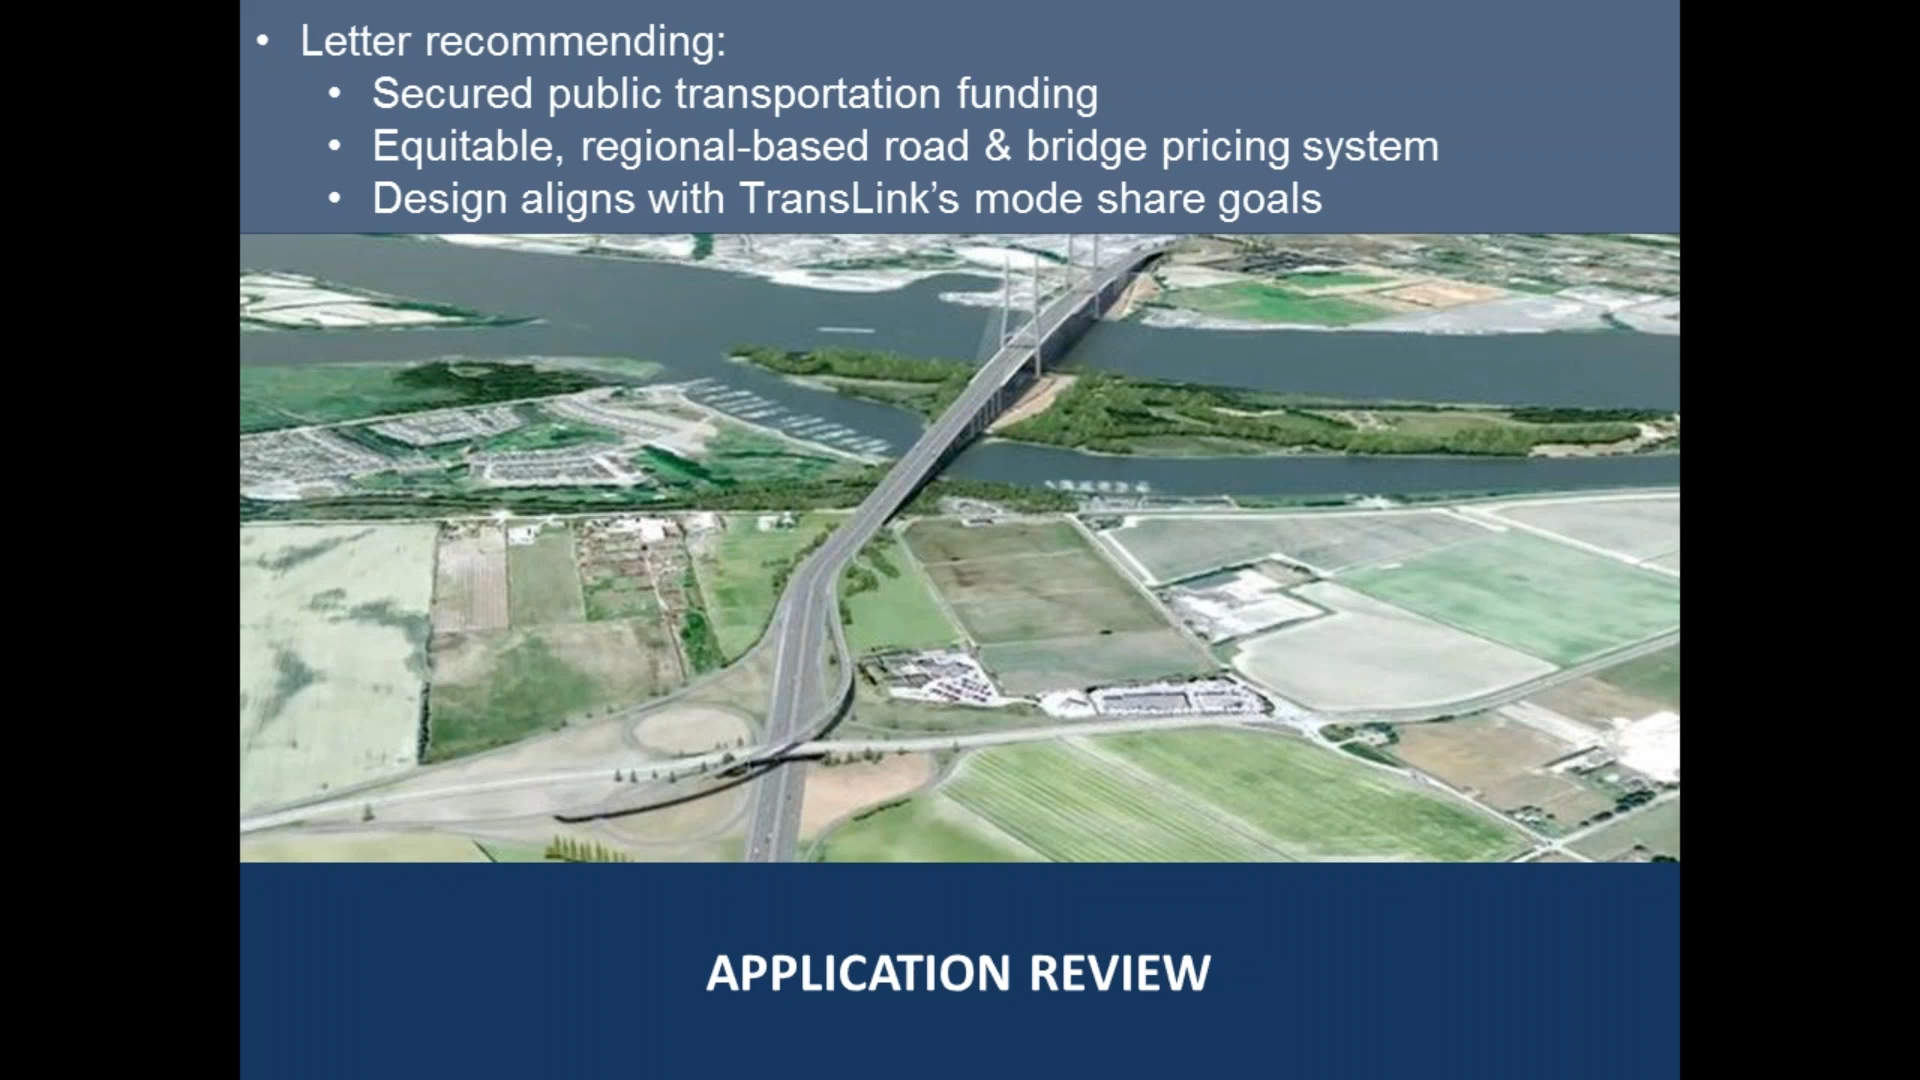 • Letter recommending:
• Secured public transportation funding
• Equitable, regional-based road & bridge pricing system
• Design aligns with TransLink’s mode share goals
APPLICATION REVIEW